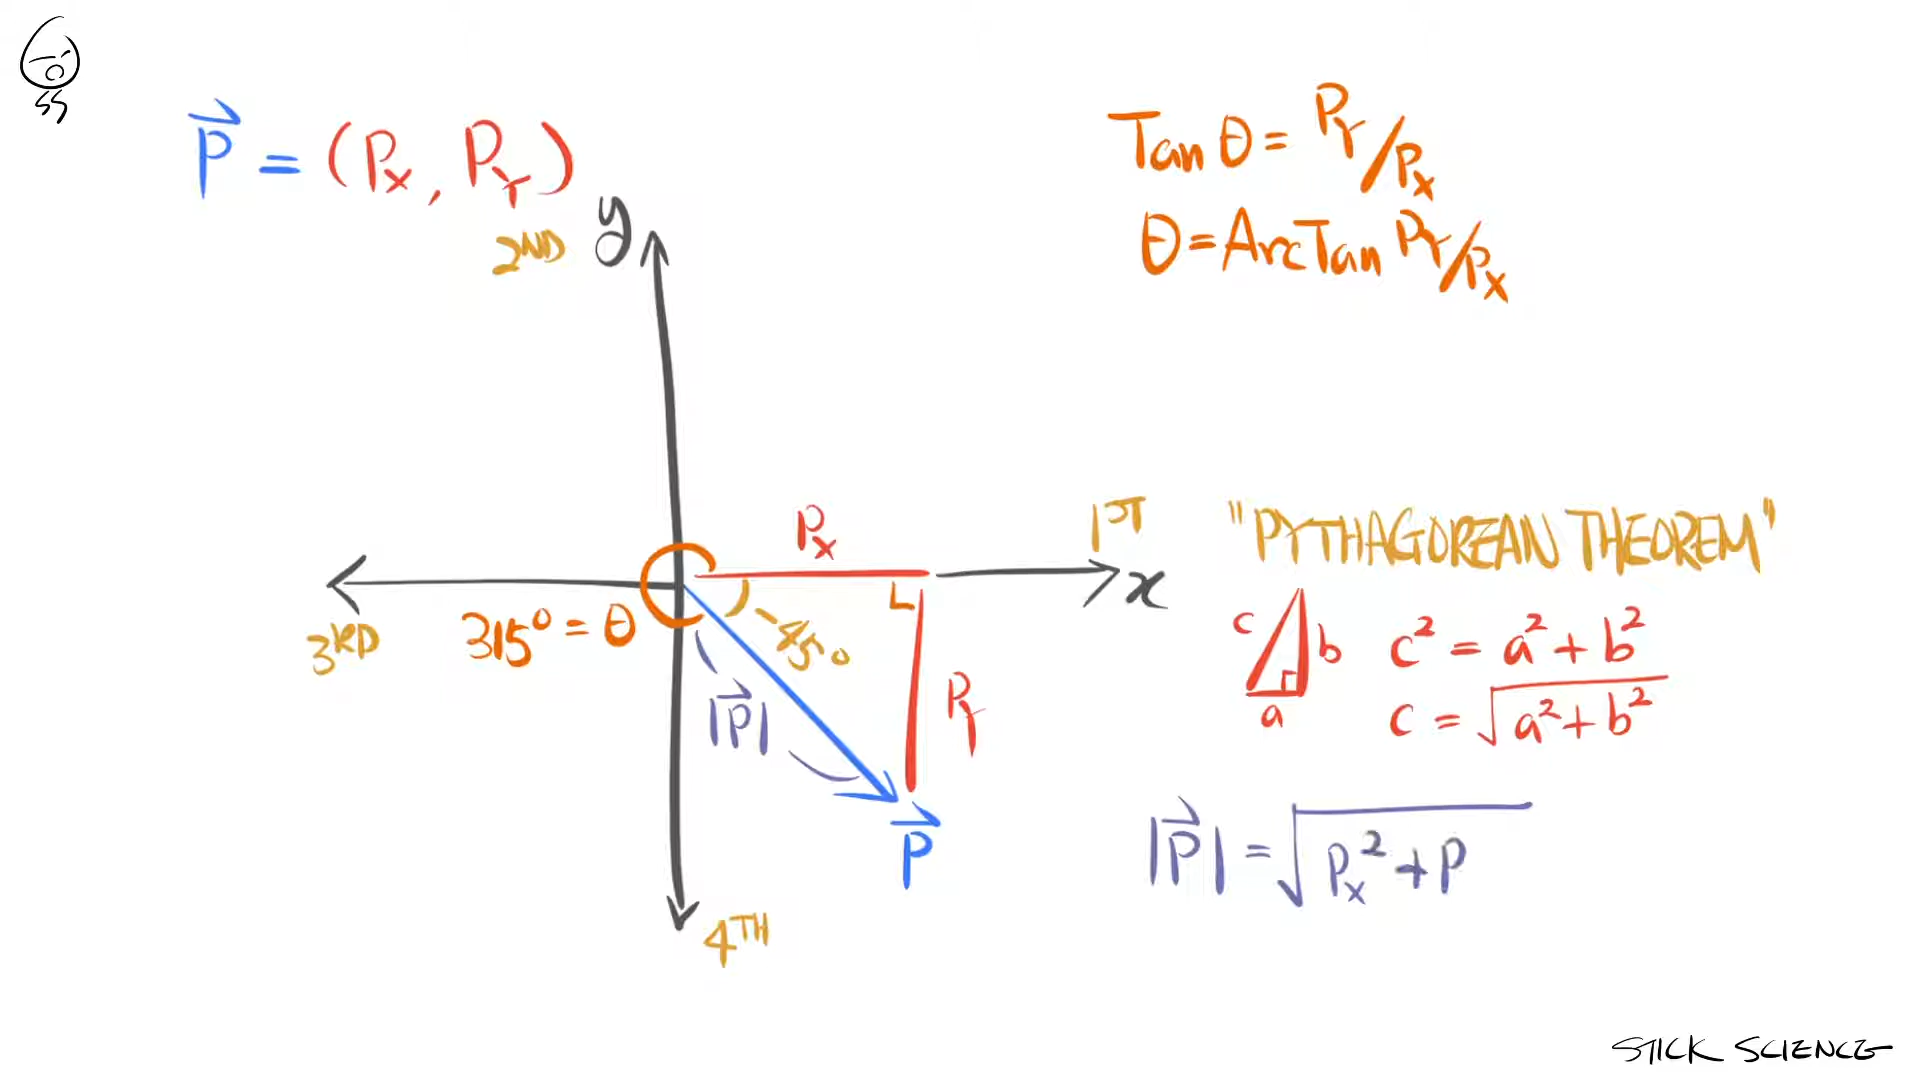 SS
P⃗ = (Px, PY)
2ND
y
Tan θ = PY/Px
θ = ArcTan PY/Px
Px
1ST
x
3RD
315° = θ
-45°
|P⃗|
PY
P⃗
4TH
"PYTHAGOREAN THEOREM"
c
b
a
c² = a² + b²
c = √a² + b²
|P⃗| = √Px² + P
STICK SCIENCE